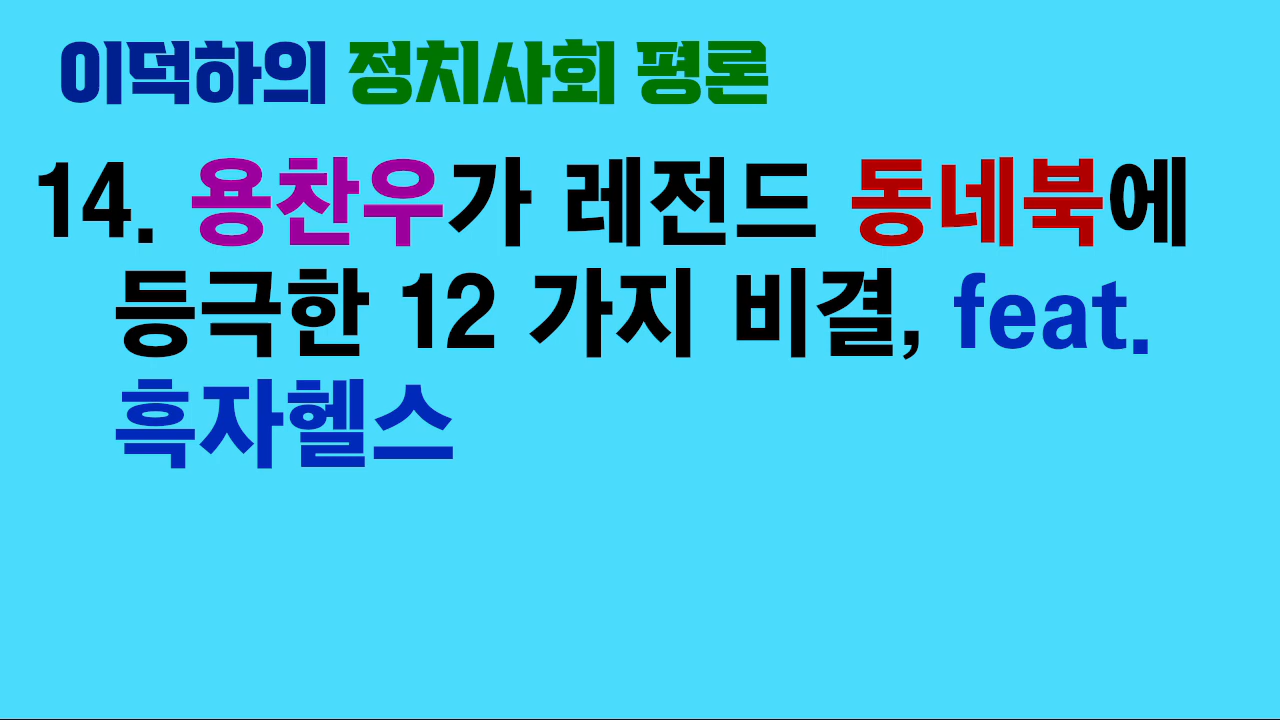 이덕하의 정치사회 평론
14. 용찬우가 레전드 동네북에
등극한 12 가지 비결, feat.
흑자헬스